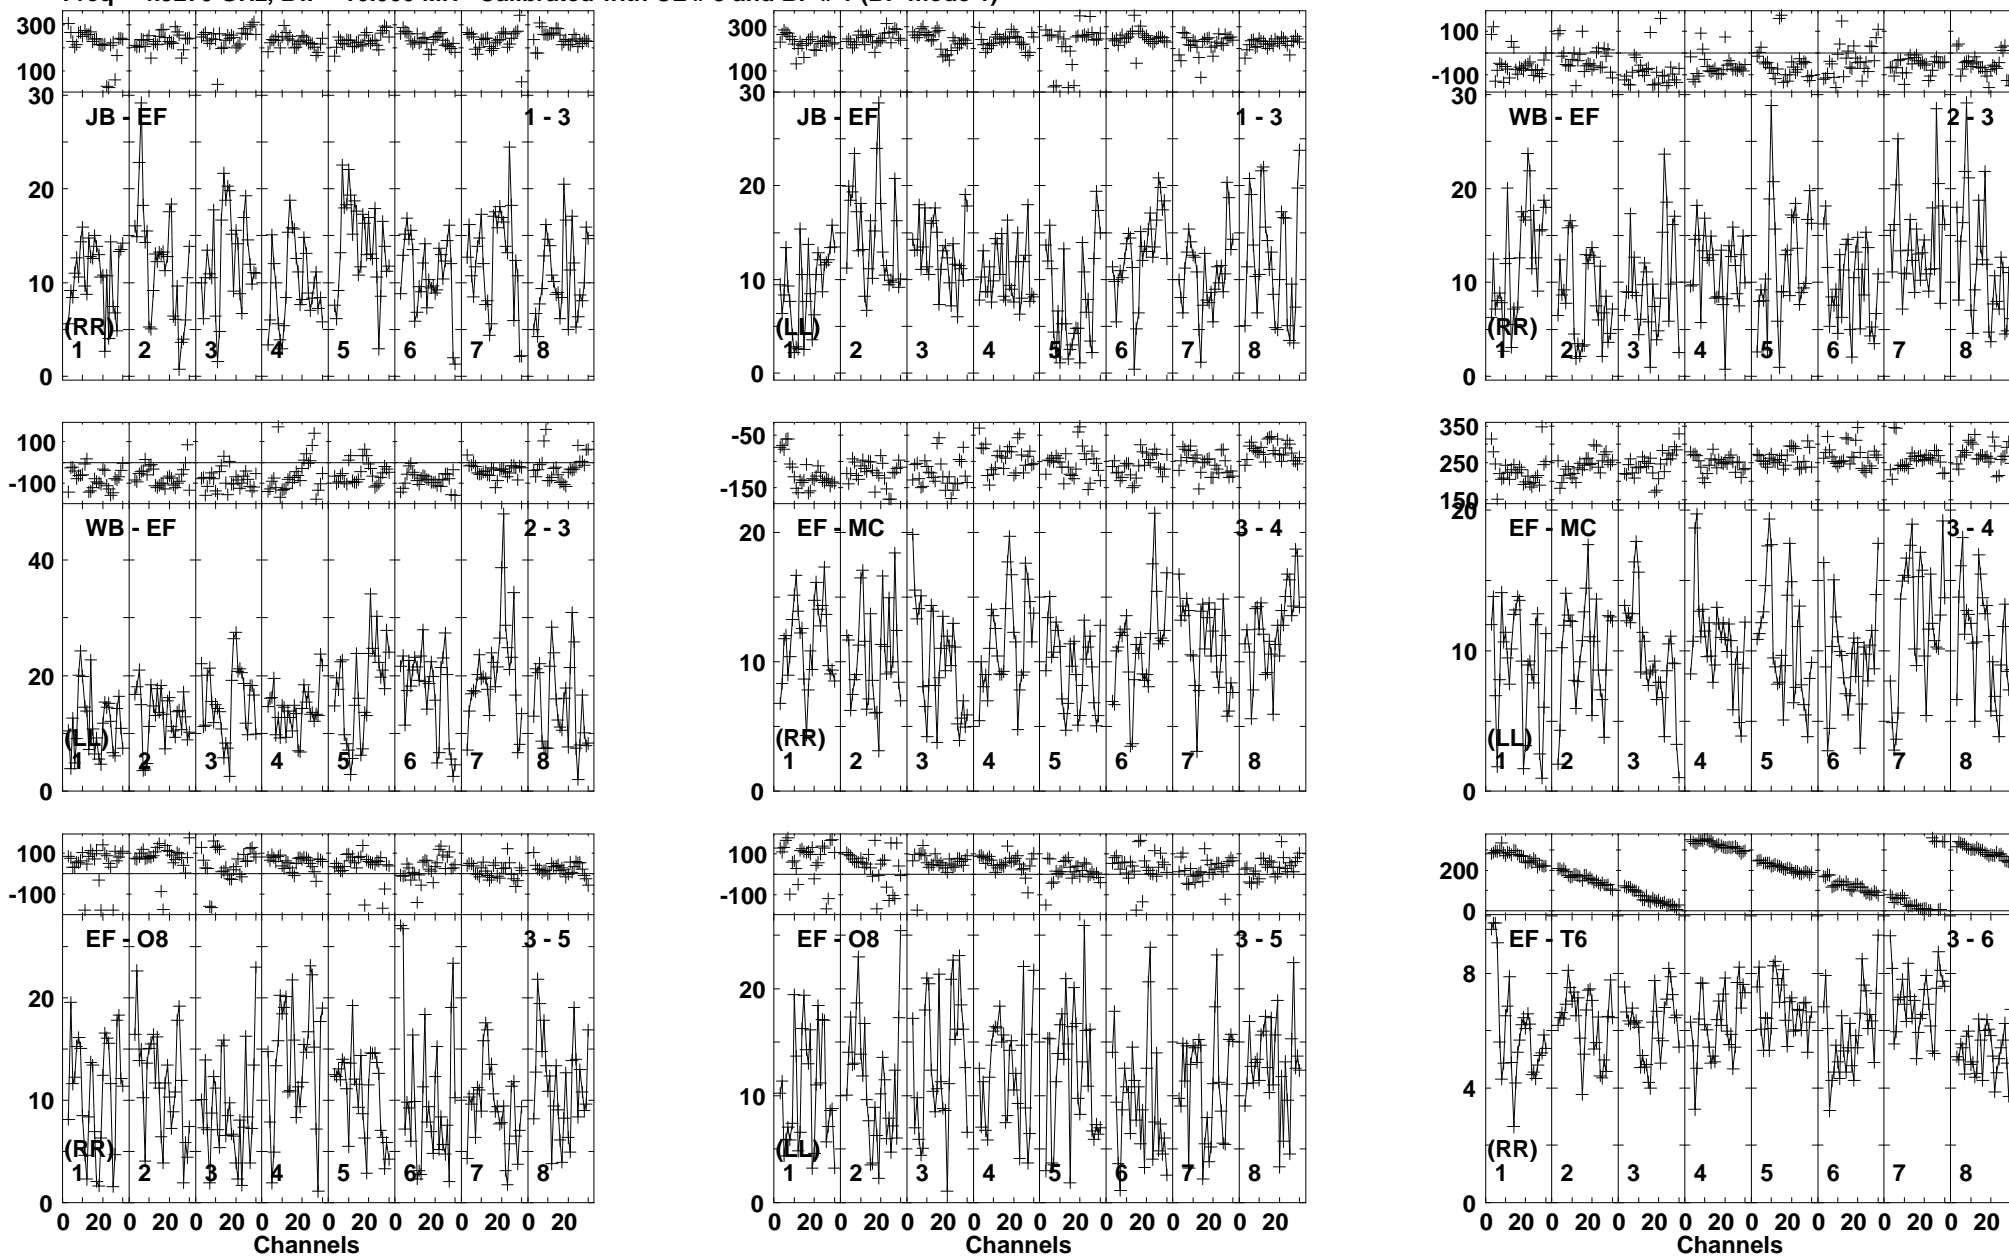 300 100 30 20 10 0
JB - EF 1 - 3
(RR)
1 2 3 4 5 6 7 8
300 100 30 20 10 0
JB - EF 1 - 3
(LL)
1 2 3 4 5 6 7 8
100 -100 30 20 10 0
WB - EF 2 - 3
(RR)
1 2 3 4 5 6 7 8
100 -100 40 20 0
WB - EF 2 - 3
(LL)
1 2 3 4 5 6 7 8
-50 -150 20 10 0
EF - MC 3 - 4
(RR)
1 2 3 4 5 6 7 8
350 250 150 20 10 0
EF - MC 3 - 4
(LL)
1 2 3 4 5 6 7 8
100 -100 20 10 0
EF - O8 3 - 5
(RR)
1 2 3 4 5 6 7 8
0 20 0 20 0 20 0 20 0 20 0 20 0 20 0 20
Channels
100 -100 20 10 0
EF - O8 3 - 5
(LL)
1 2 3 4 5 6 7 8
0 20 0 20 0 20 0 20 0 20 0 20 0 20 0 20
Channels
200 0 8 4 0
EF - T6 3 - 6
(RR)
1 2 3 4 5 6 7 8
0 20 0 20 0 20 0 20 0 20 0 20 0 20 0 20
Channels